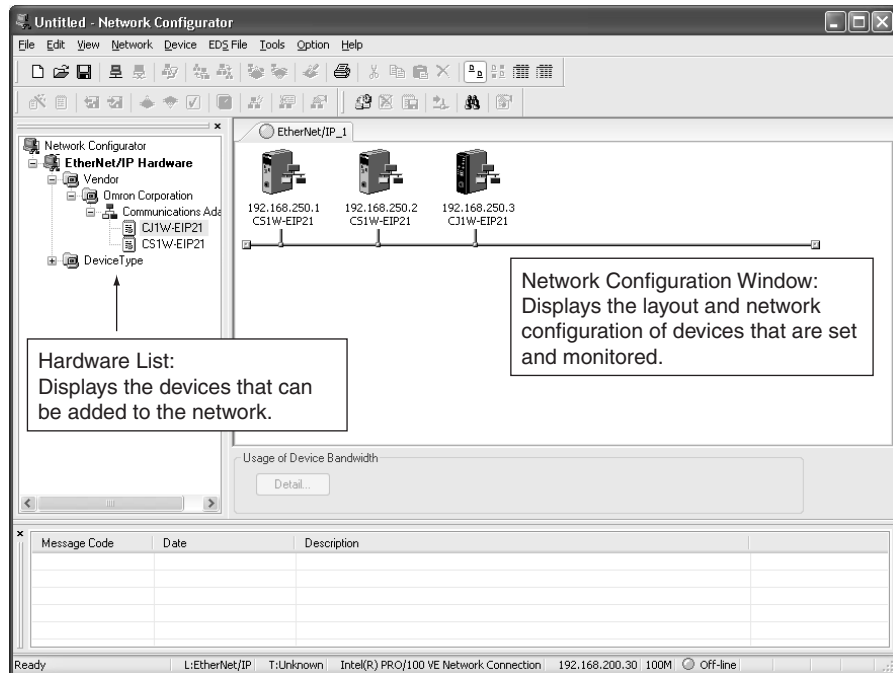 Untitled - Network Configurator
File Edit View Network Device EDS File Tools Option Help
Network Configurator
EtherNet/IP Hardware
Vendor
Omron Corporation
Communications Ada
CJ1W-EIP21
CS1W-EIP21
DeviceType
Hardware List:
Displays the devices that can
be added to the network.
EtherNet/IP_1
192.168.250.1 192.168.250.2 192.168.250.3
CS1W-EIP21 CS1W-EIP21 CJ1W-EIP21
Network Configuration Window:
Displays the layout and network
configuration of devices that are set
and monitored.
Usage of Device Bandwidth
Detail...
Message Code Date Description
Ready L:EtherNet/IP T:Unknown Intel(R) PRO/100 VE Network Connection 192.168.200.30 100M Off-line